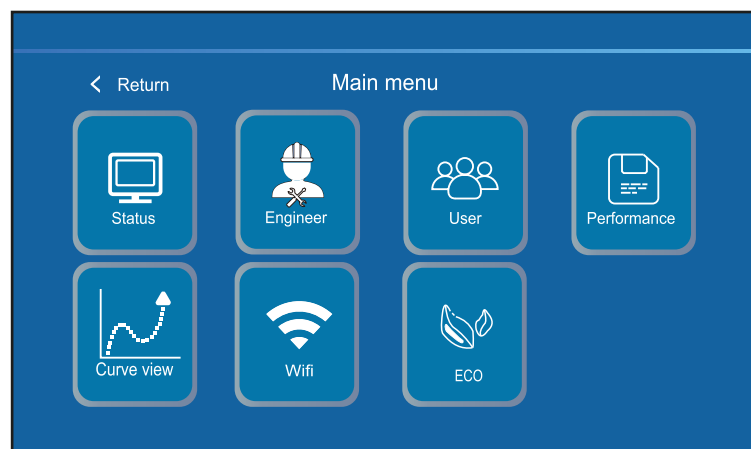 Return
Main menu
Status
Engineer
User
Performance
Curve view
Wifi
ECO